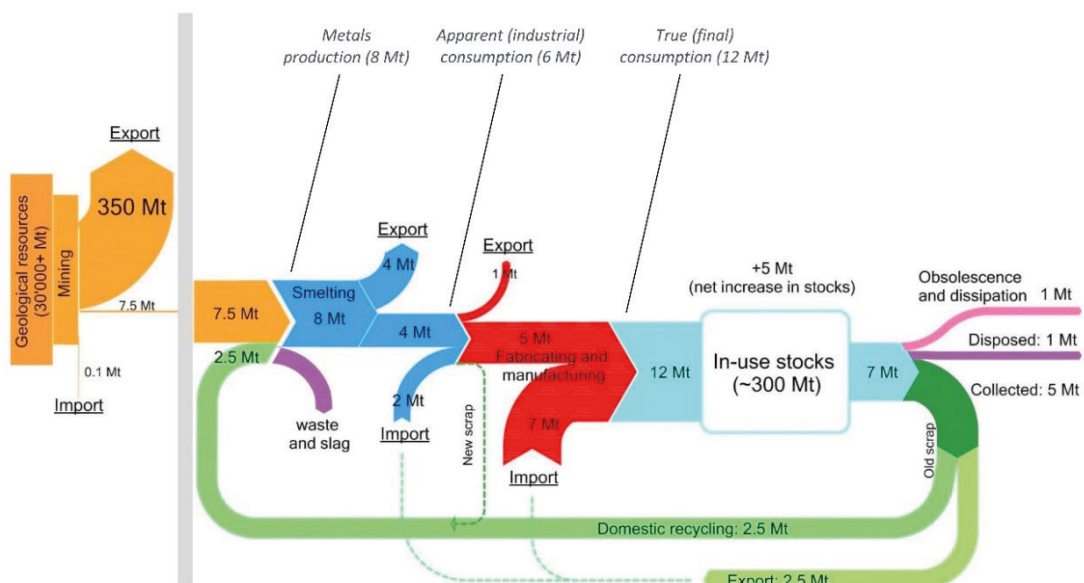 Metals
production (8 Mt)
Apparent (industrial)
consumption (6 Mt)
True (final)
consumption (12 Mt)
Export
350 Mt
Geological resources
(30'000+ Mt)
Mining
7.5 Mt
0.1 Mt
Import
7.5 Mt
2.5 Mt
Smelting
8 Mt
waste
and slag
Export
4 Mt
4 Mt
2 Mt
Import
Export
1 Mt
5 Mt
Fabricating and
manufacturing
7 Mt
Import
New scrap
12 Mt
+5 Mt
(net increase in stocks)
In-use stocks
(~300 Mt)
7 Mt
Obsolescence
and dissipation
1 Mt
Disposed: 1 Mt
Collected: 5 Mt
Old scrap
Domestic recycling: 2.5 Mt
Export: 2.5 Mt